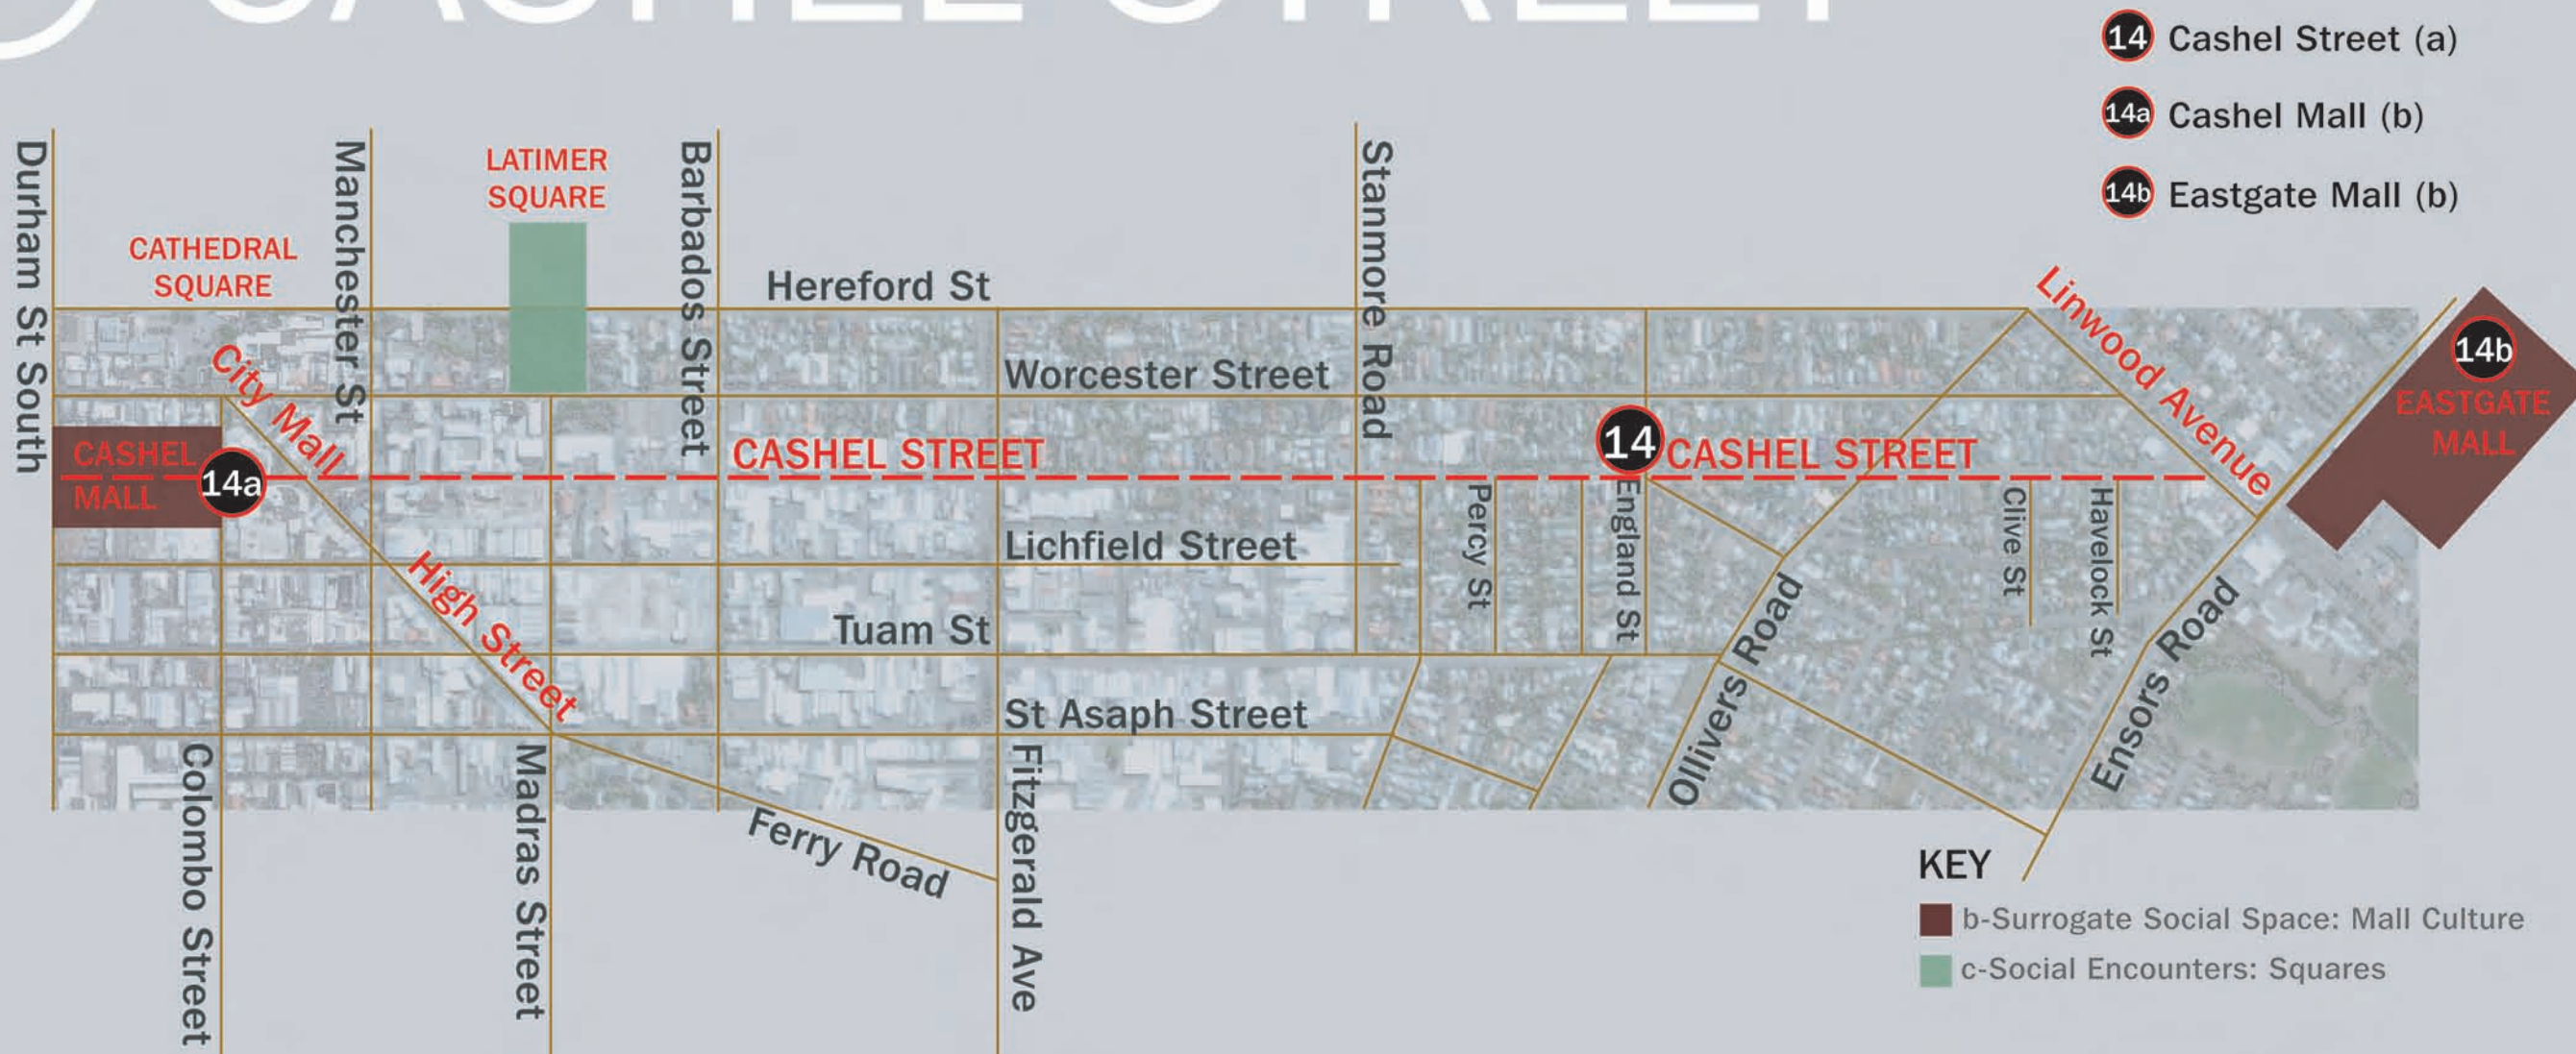 CASHEL STREET
14 Cashel Street (a)
14a Cashel Mall (b)
14b Eastgate Mall (b)
Durham St South
Manchester St
LATIMER
SQUARE
Barbados Street
Stanmore Road
CATHEDRAL
SQUARE
Hereford St
Linwood Avenue
14b
EASTGATE
MALL
City Mall
Worcester Street
CASHEL
MALL
14a
CASHEL STREET
14
CASHEL STREET
Percy St
England St
Clive St
Havelock St
Lichfield Street
High Street
Tuam St
Ollivers Road
Ensors Road
St Asaph Street
Colombo Street
Madras Street
Ferry Road
Fitzgerald Ave
KEY
b-Surrogate Social Space: Mall Culture
c-Social Encounters: Squares